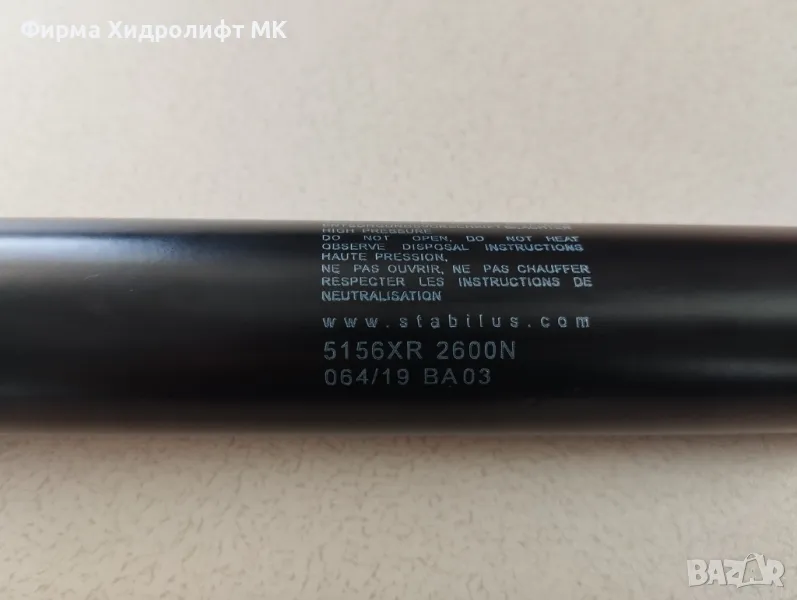 Фирма Хидролифт МК
HIGH PRESSURE
DO NOT OPEN, DO NOT HEAT
OBSERVE DISPOSAL INSTRUCTIONS
HAUTE PRESSION,
NE PAS OUVRIR, NE PAS CHAUFFER
RESPECTER LES INSTRUCTIONS DE
NEUTRALISATION
www.stabilus.com
5156XR 2600N
064/19 BA03
BAZAR